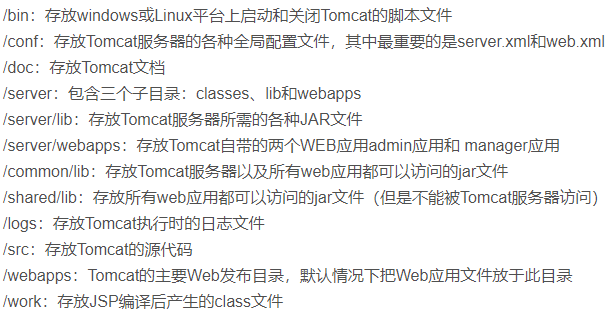 /bin：存放windows或Linux平台上启动和关闭Tomcat的脚本文件
/conf：存放Tomcat服务器的各种全局配置文件，其中最重要的是server.xml和web.xml
/doc：存放Tomcat文档
/server：包含三个子目录：classes、lib和webapps
/server/lib：存放Tomcat服务器所需的各种JAR文件
/server/webapps：存放Tomcat自带的两个WEB应用admin应用和 manager应用
/common/lib：存放Tomcat服务器以及所有web应用都可以访问的jar文件
/shared/lib：存放所有web应用都可以访问的jar文件（但是不能被Tomcat服务器访问）
/logs：存放Tomcat执行时的日志文件
/src：存放Tomcat的源代码
/webapps：Tomcat的主要Web发布目录，默认情况下把Web应用文件放于此目录
/work：存放JSP编译后产生的class文件